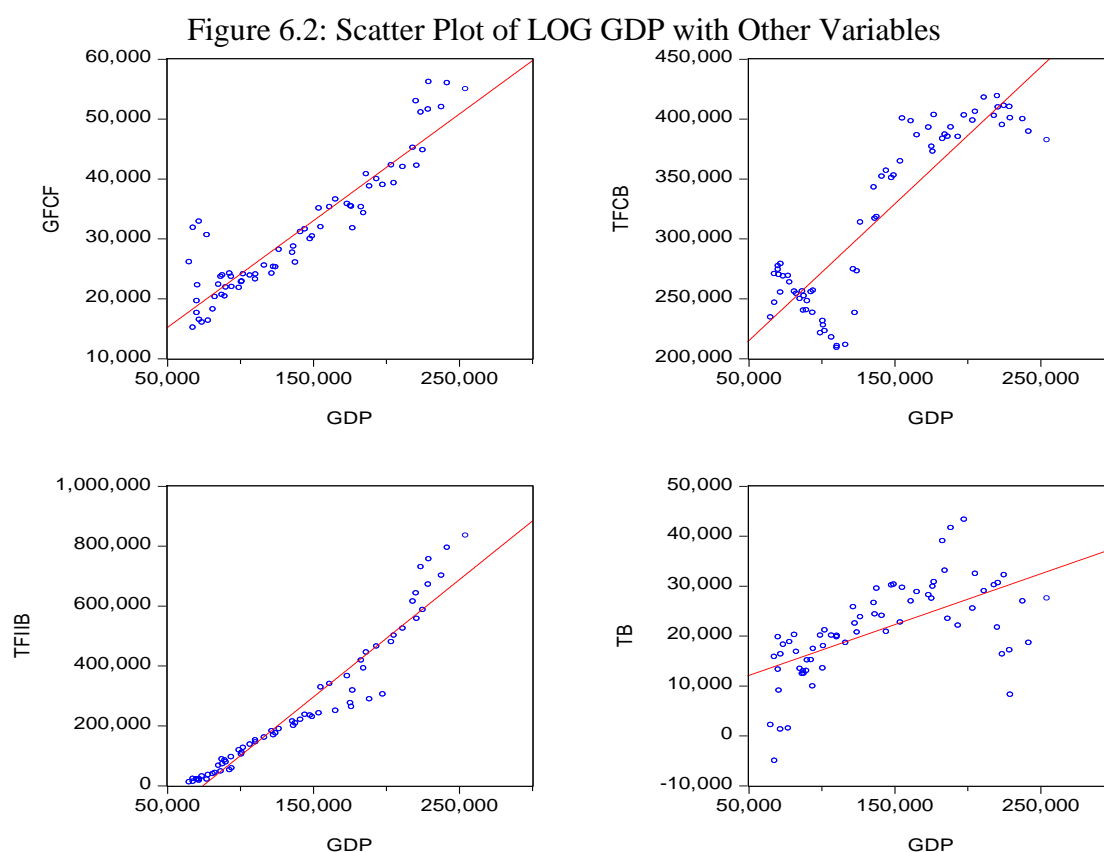 Figure 6.2: Scatter Plot of LOG GDP with Other Variables
60,000
50,000
40,000
30,000
20,000
10,000
GFCF
50,000 150,000 250,000
GDP
450,000
400,000
350,000
300,000
250,000
200,000
TFCB
50,000 150,000 250,000
GDP
1,000,000
800,000
600,000
400,000
200,000
0
TFIIB
50,000 150,000 250,000
GDP
50,000
40,000
30,000
20,000
10,000
0
-10,000
TB
50,000 150,000 250,000
GDP